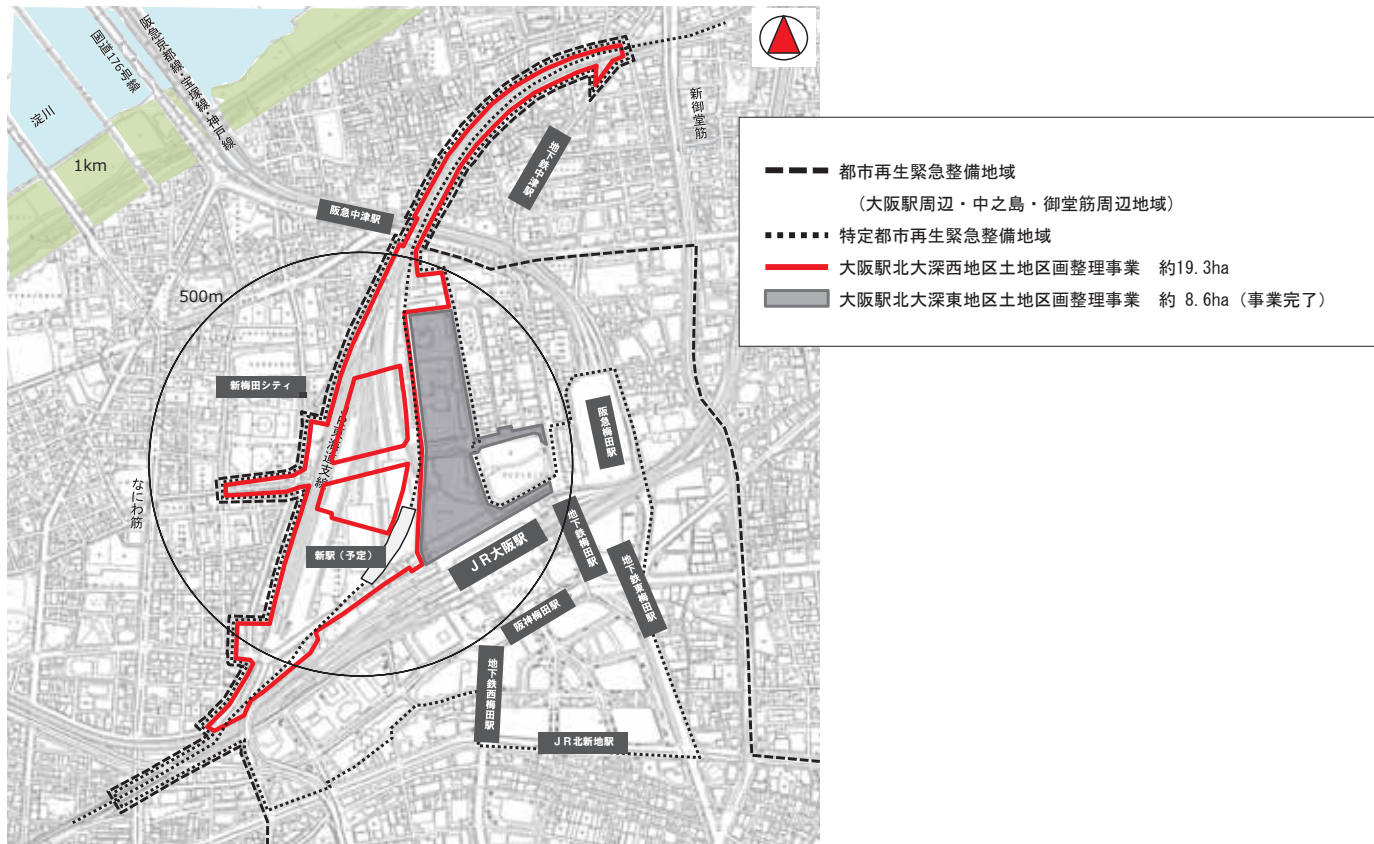 阪急京都線・宝塚線・神戸線
国道176号線
淀川
1km
新御堂筋
地下鉄中津駅
阪急中津駅
500m
新梅田シティ
なにわ筋
新駅（予定）
ＪＲ大阪駅
阪急梅田駅
地下鉄梅田駅
地下鉄東梅田駅
阪神梅田駅
地下鉄西梅田駅
ＪＲ北新地駅
都市再生緊急整備地域
（大阪駅周辺・中之島・御堂筋周辺地域）
特定都市再生緊急整備地域
大阪駅北大深西地区土地区画整理事業　約19.3ha
大阪駅北大深東地区土地区画整理事業　約 8.6ha（事業完了）